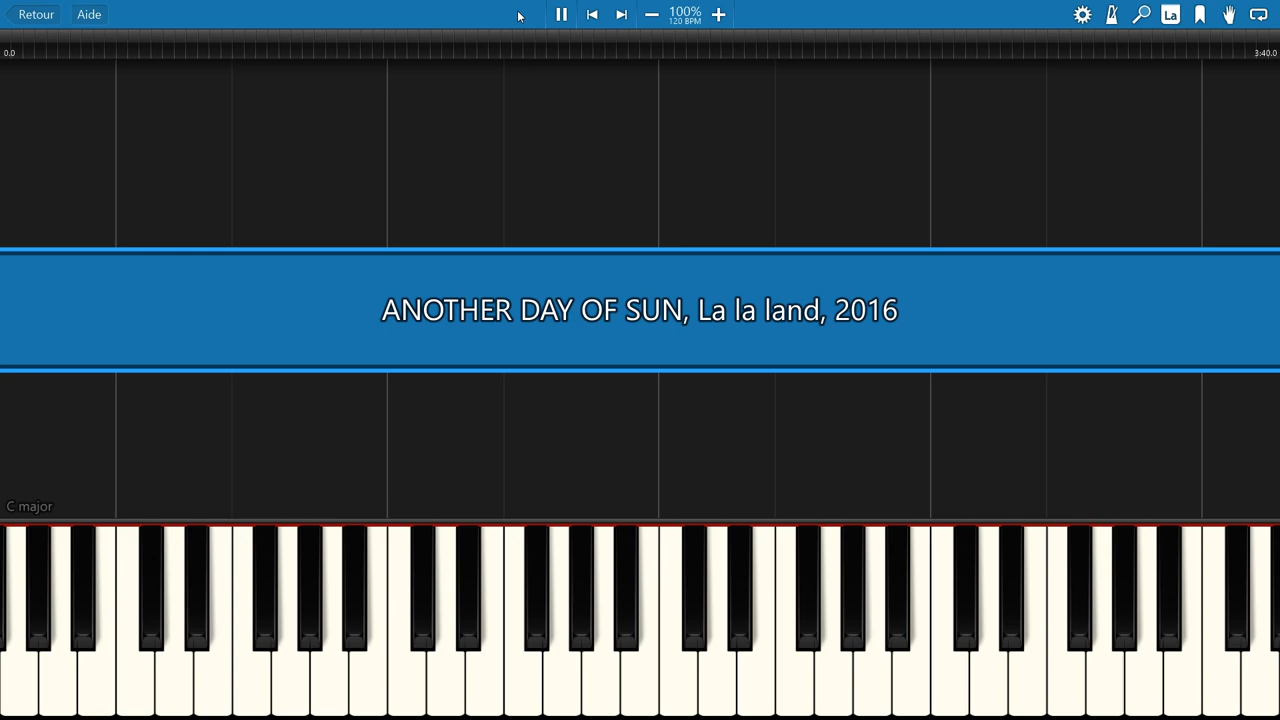 Retour Aide 100% La
120 BPM
0.0 3:40.0
ANOTHER DAY OF SUN, La la land, 2016
C major